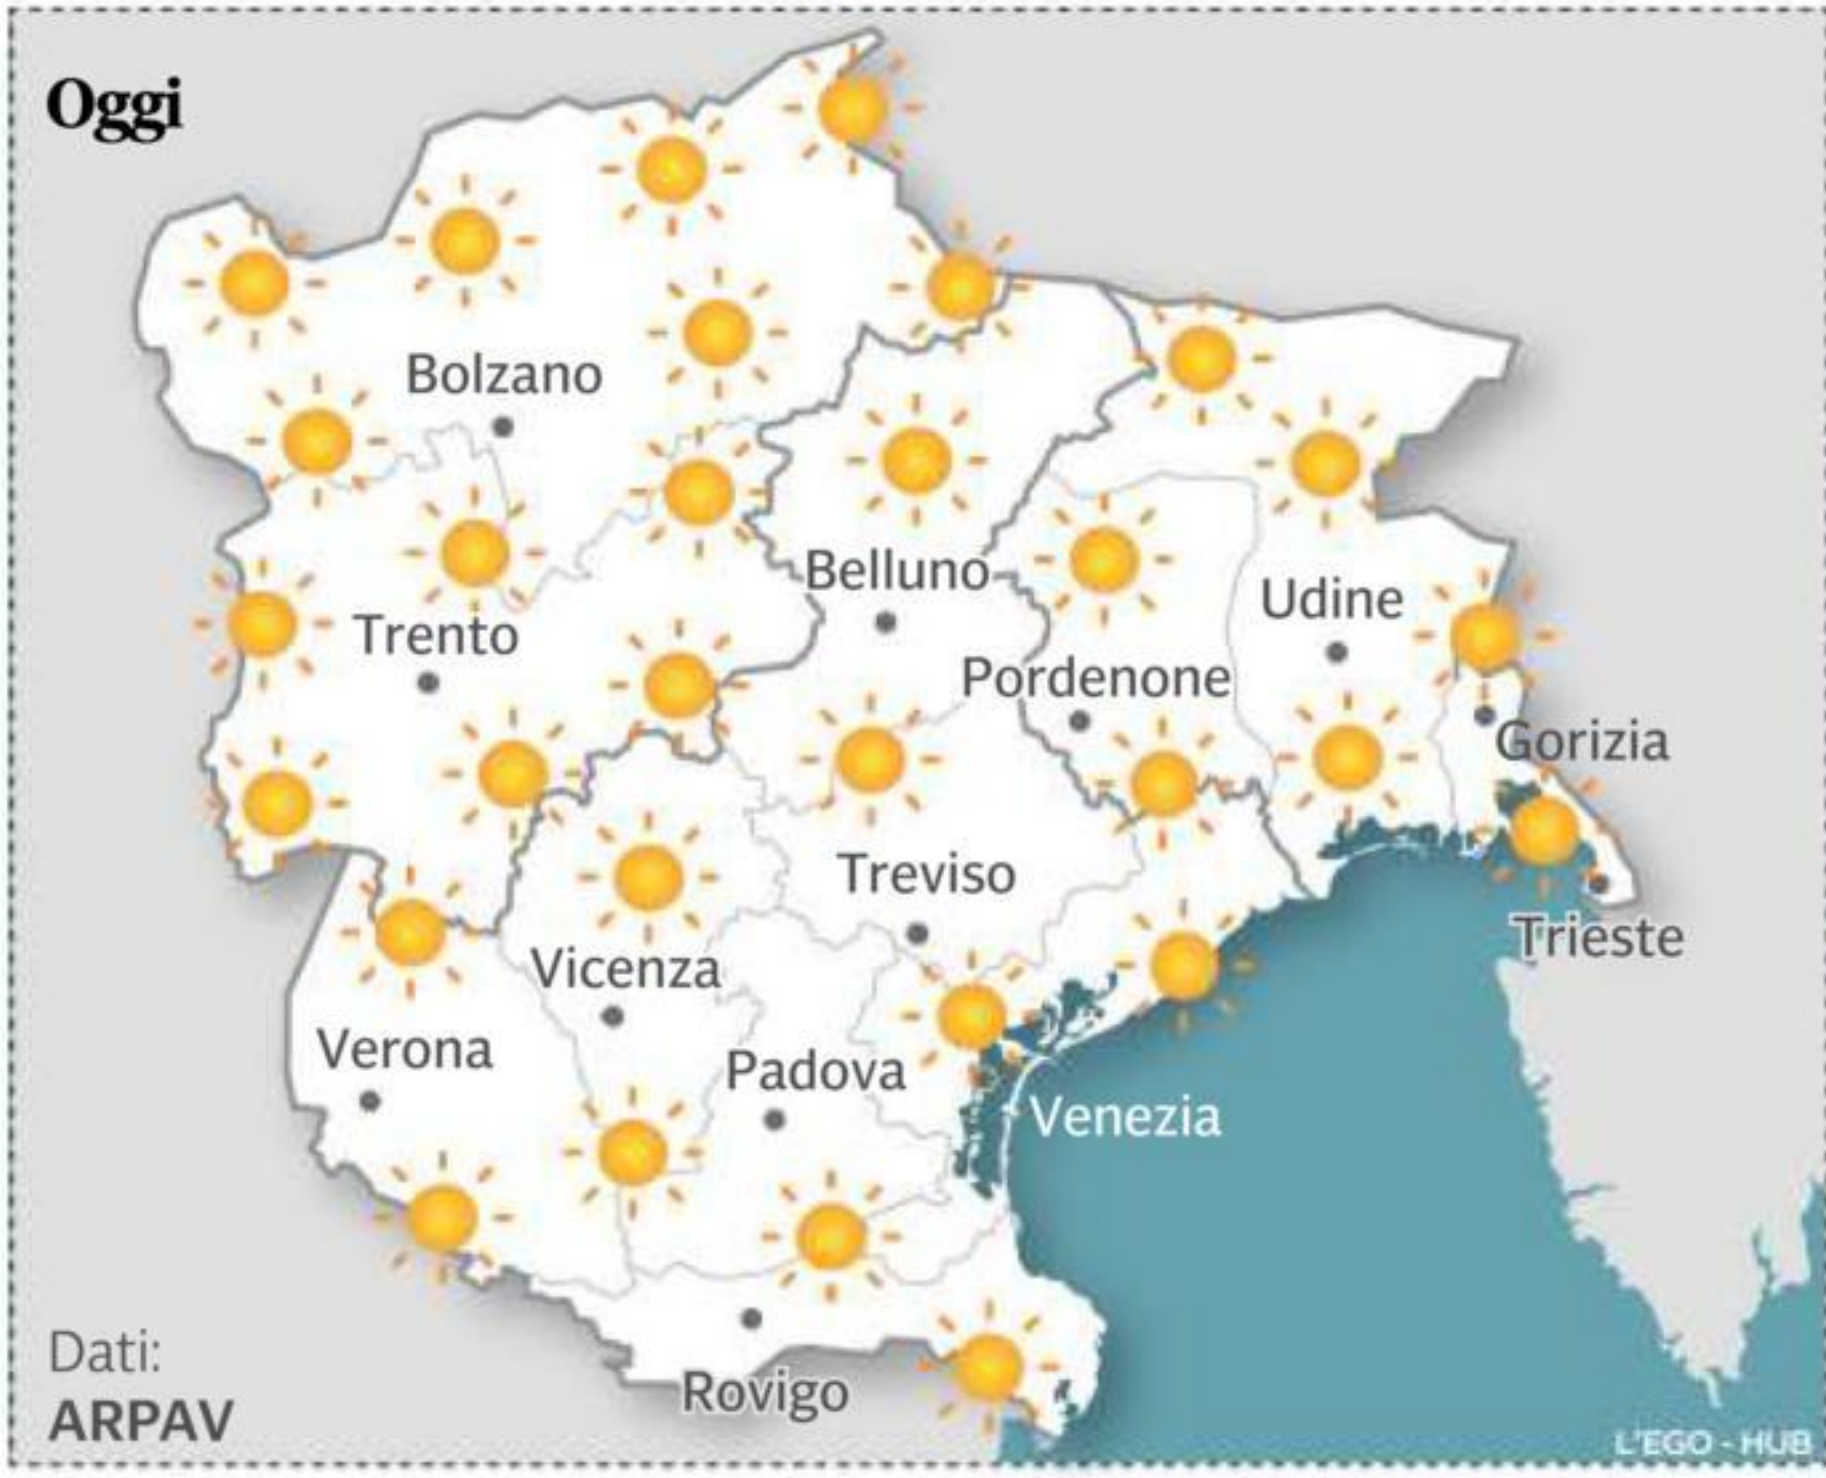 Oggi
Bolzano
Belluno
Udine
Trento
Pordenone
Gorizia
Treviso
Trieste
Vicenza
Verona
Padova
Venezia
Dati:
ARPAV
Rovigo
L'EGO - HUB